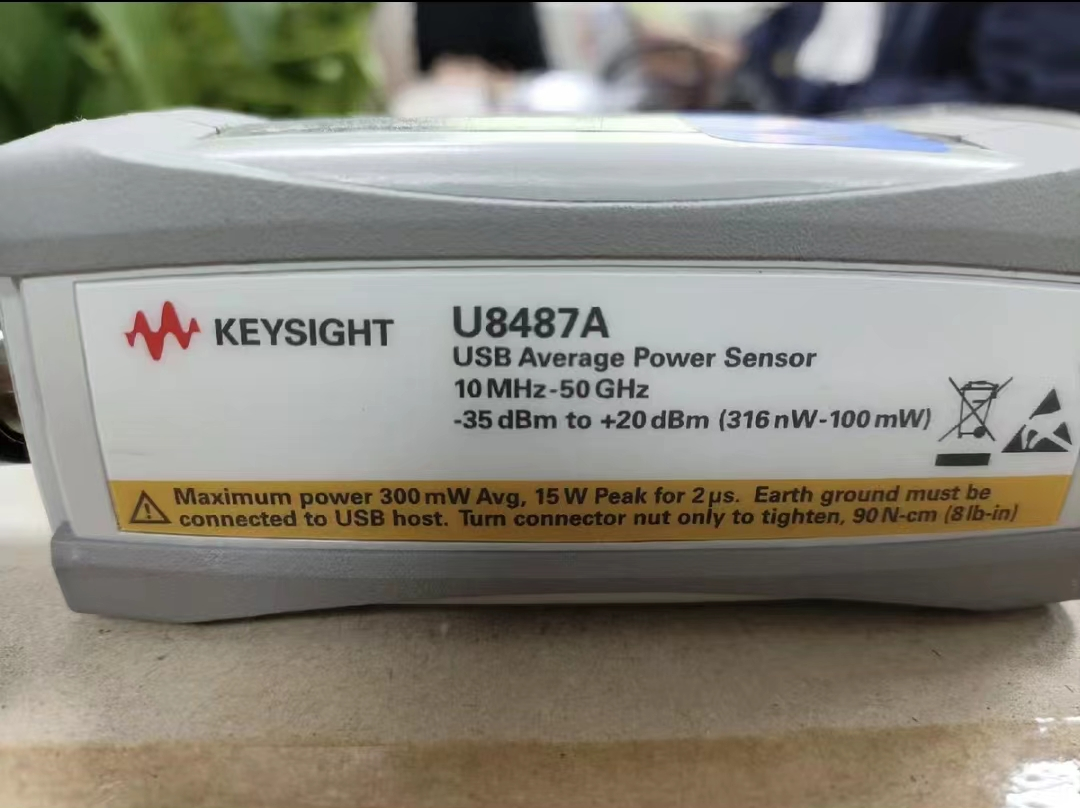 KEYSIGHT
U8487A
USB Average Power Sensor
10 MHz-50 GHz
-35 dBm to +20 dBm (316 nW-100 mW)
Maximum power 300 mW Avg, 15 W Peak for 2 µs. Earth ground must be
connected to USB host. Turn connector nut only to tighten, 90 N-cm (8 lb-in)